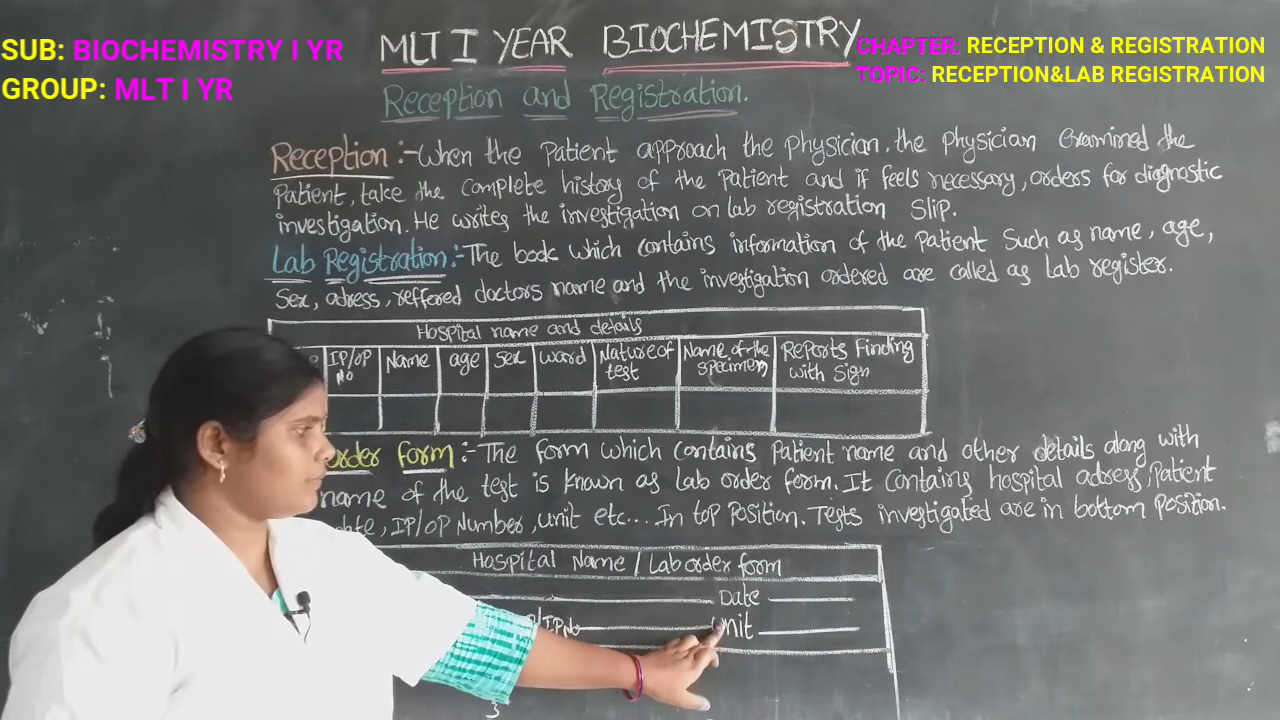 SUB: BIOCHEMISTRY I YR
GROUP: MLT I YR
CHAPTER: RECEPTION & REGISTRATION
TOPIC: RECEPTION&LAB REGISTRATION
MLT I YEAR BIOCHEMISTRY
Reception and Registration.
Reception :- When the patient approach the physician, the physician examined the
patient, take the complete history of the patient and if feels necessary, orders for diagnostic
investigation. He writes the investigation on lab registration slip.
Lab Registration :- The book which contains information of the patient such as name, age,
Sex, adress, reffered doctors name and the investigation ordered are called as lab register.
Hospital name and details
IP/OP No Name age Sex ward Nature of test Name of the specimen Reports Finding with Sign
order form :- The form which contains patient name and other details along with
name of the test is known as lab order form. It contains hospital adress, patient
date, IP/OP Number, unit etc... In top position. Tests investigated are in bottom position.
Hospital Name / Lab order form
Date
/IP No Unit
3